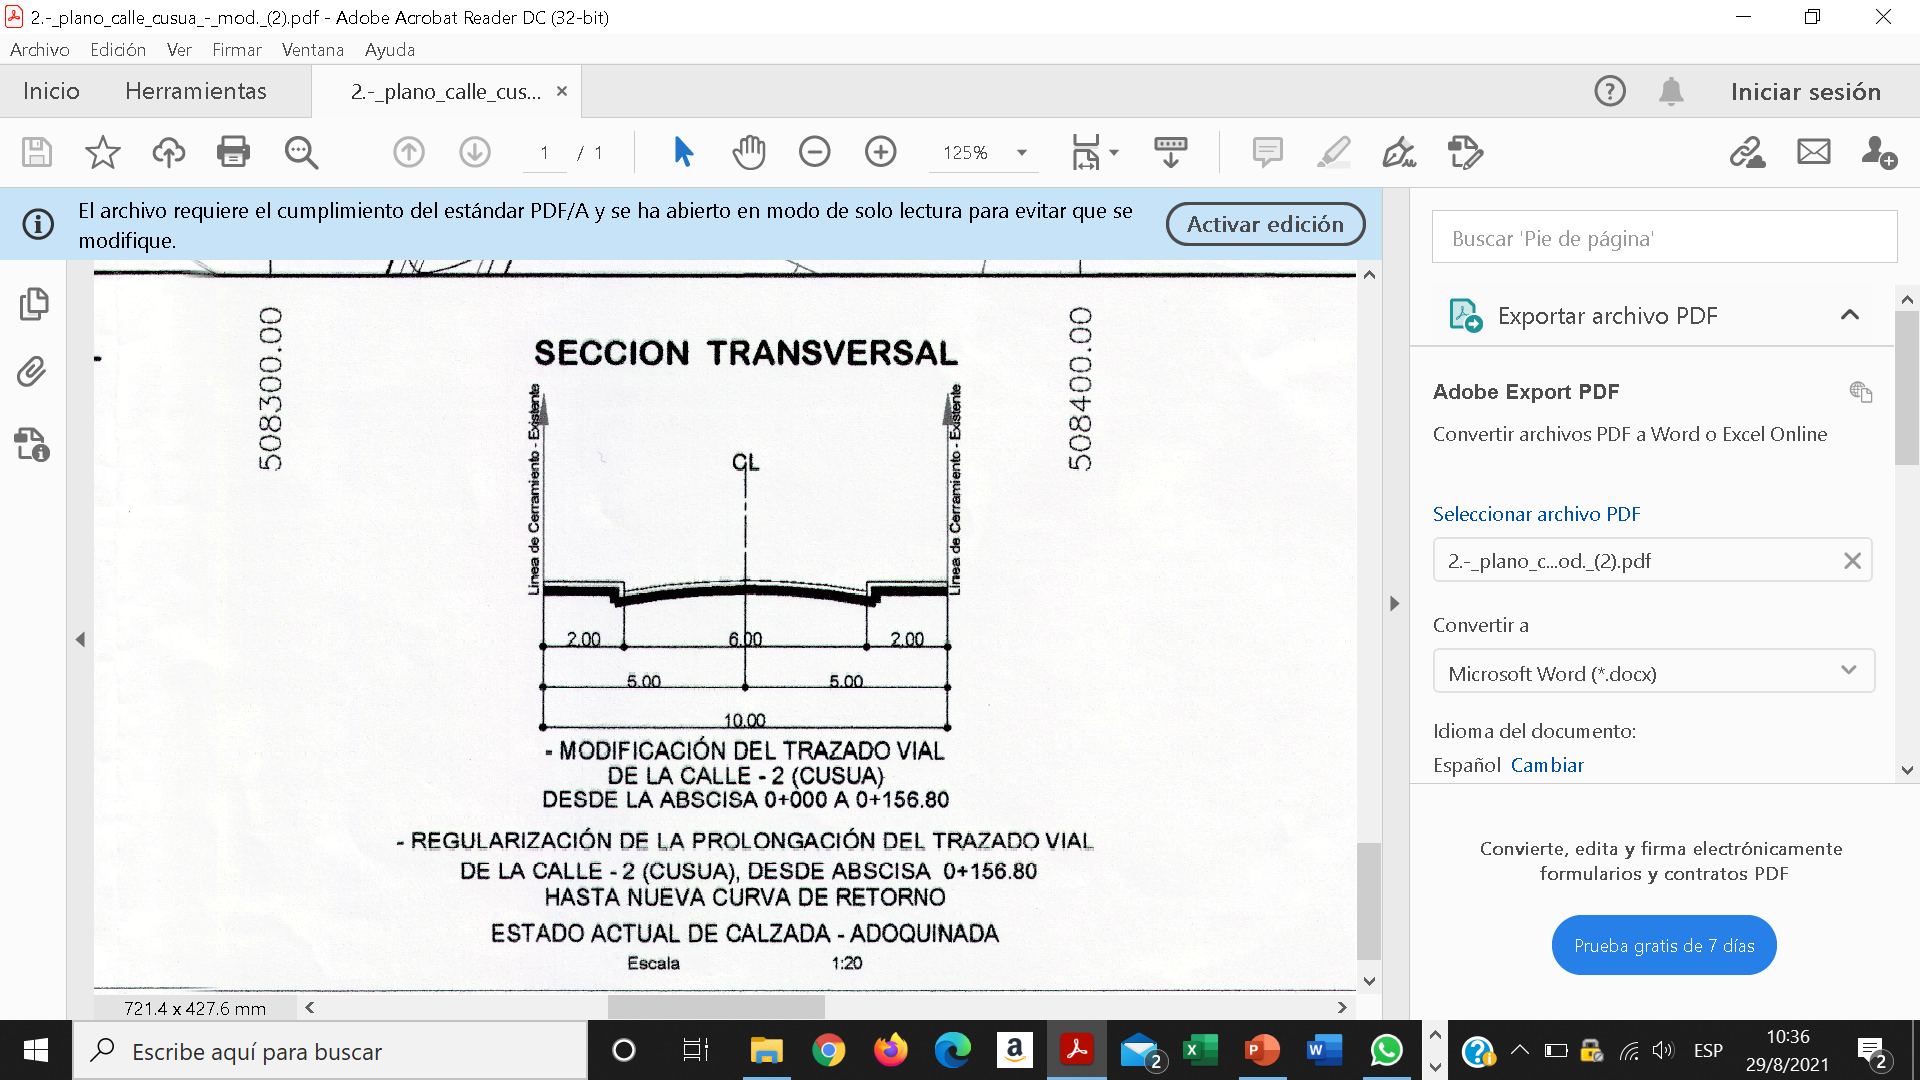 2.-_plano_calle_cusua_-_mod._(2).pdf - Adobe Acrobat Reader DC (32-bit)
Archivo Edición Ver Firmar Ventana Ayuda
Inicio Herramientas 2.-_plano_calle_cus... × Iniciar sesión
1 / 1 125%
El archivo requiere el cumplimiento del estándar PDF/A y se ha abierto en modo de solo lectura para evitar que se
modifique.
Activar edición
508300.00
508400.00
SECCION TRANSVERSAL
Linea de Cerramiento - Existente
Linea de Cerramiento - Existente
CL
2.00 6.00 2.00
5.00 5.00
10.00
- MODIFICACIÓN DEL TRAZADO VIAL
DE LA CALLE - 2 (CUSUA)
DESDE LA ABSCISA 0+000 A 0+156.80
- REGULARIZACIÓN DE LA PROLONGACIÓN DEL TRAZADO VIAL
DE LA CALLE - 2 (CUSUA), DESDE ABSCISA 0+156.80
HASTA NUEVA CURVA DE RETORNO
ESTADO ACTUAL DE CALZADA - ADOQUINADA
Escala 1:20
721.4 x 427.6 mm
Buscar 'Pie de página'
Exportar archivo PDF
Adobe Export PDF
Convertir archivos PDF a Word o Excel Online
Seleccionar archivo PDF
2.-_plano_c...od._(2).pdf
Convertir a
Microsoft Word (*.docx)
Idioma del documento:
Español Cambiar
Convierte, edita y firma electrónicamente
formularios y contratos PDF
Prueba gratis de 7 días
Escribe aquí para buscar
2
ESP
10:36
29/8/2021
2